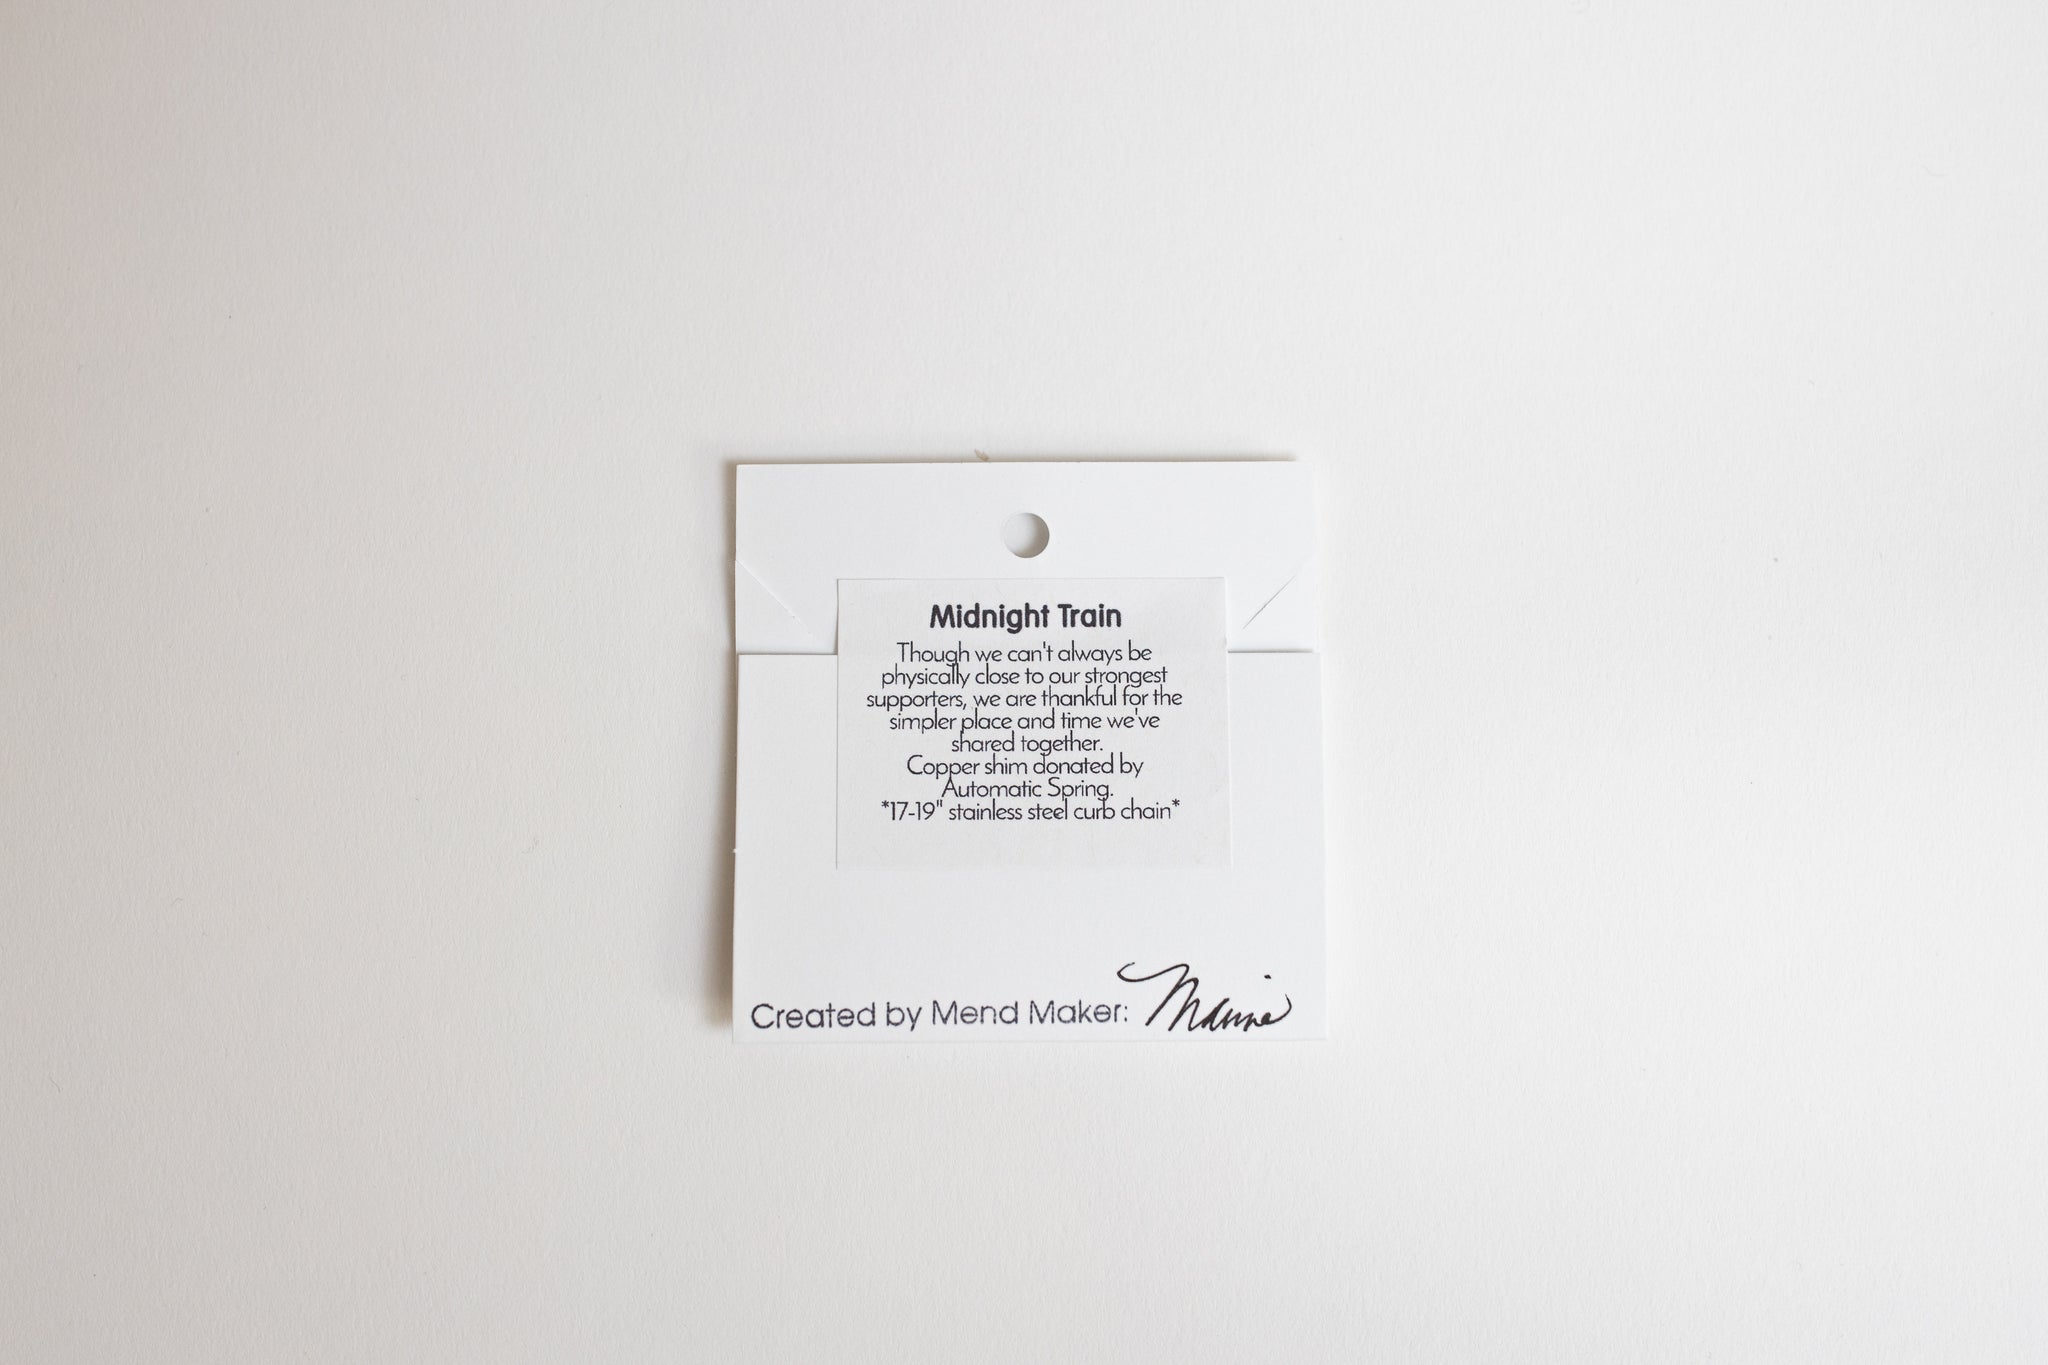 Midnight Train
Though we can't always be
physically close to our strongest
supporters, we are thankful for the
simpler place and time we've
shared together.
Copper shim donated by
Automatic Spring.
*17-19" stainless steel curb chain*
Created by Mend Maker: